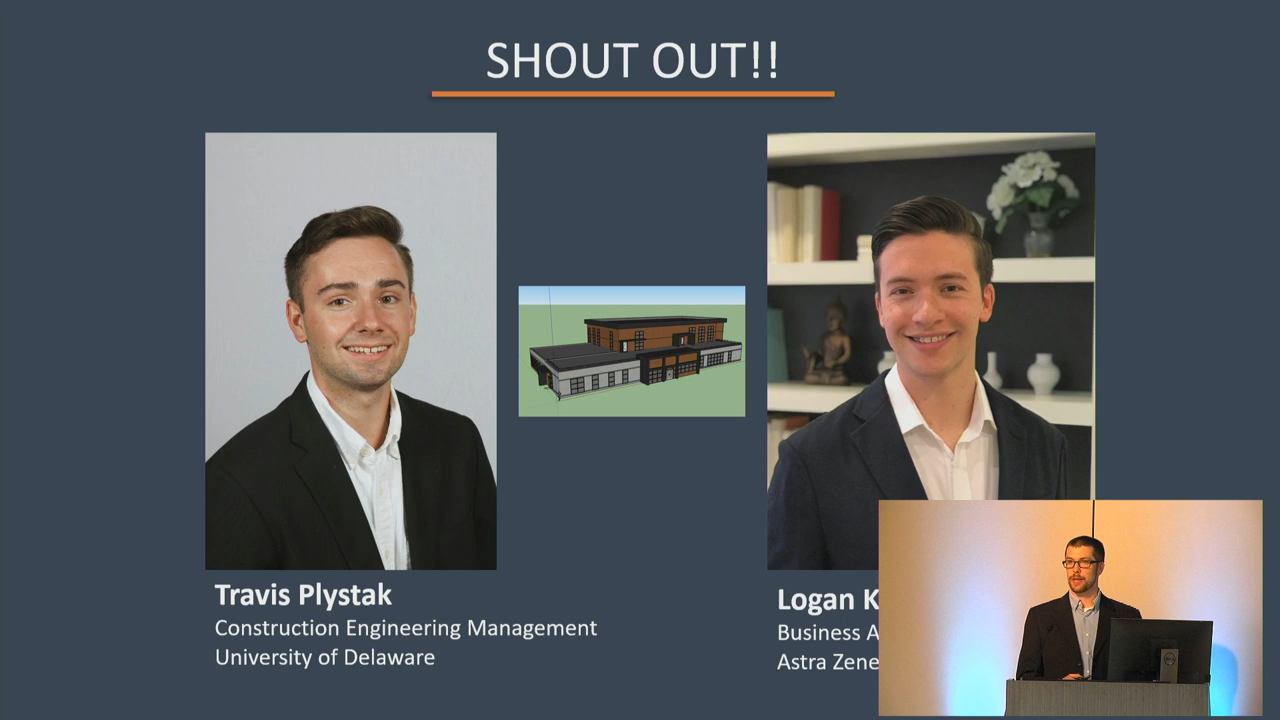 SHOUT OUT!!
Travis Plystak
Construction Engineering Management
University of Delaware
Logan K
Business A
Astra Zene